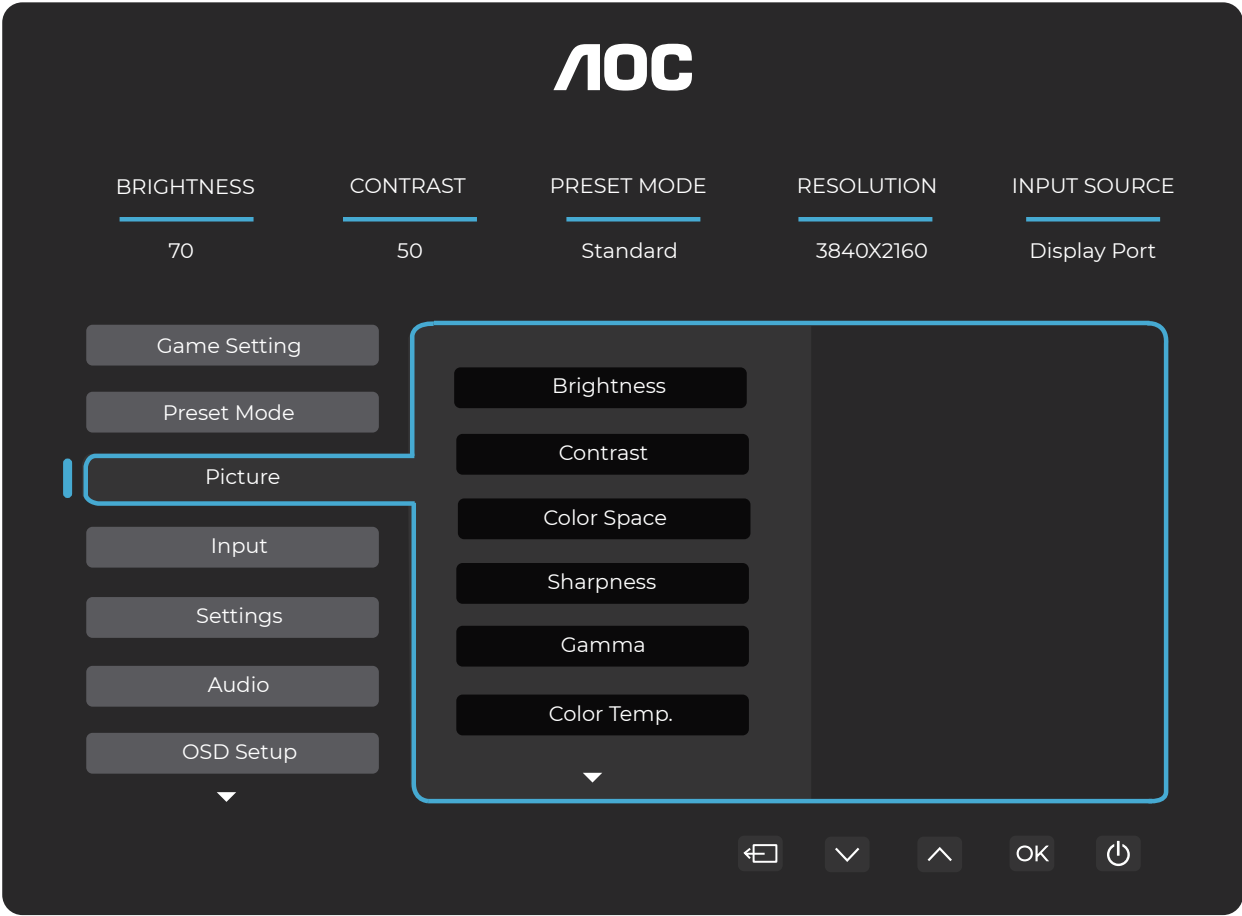 AOC
BRIGHTNESS CONTRAST PRESET MODE RESOLUTION INPUT SOURCE
70 50 Standard 3840X2160 Display Port
Game Setting
Preset Mode
Picture
Input
Settings
Audio
OSD Setup
Brightness
Contrast
Color Space
Sharpness
Gamma
Color Temp.
OK